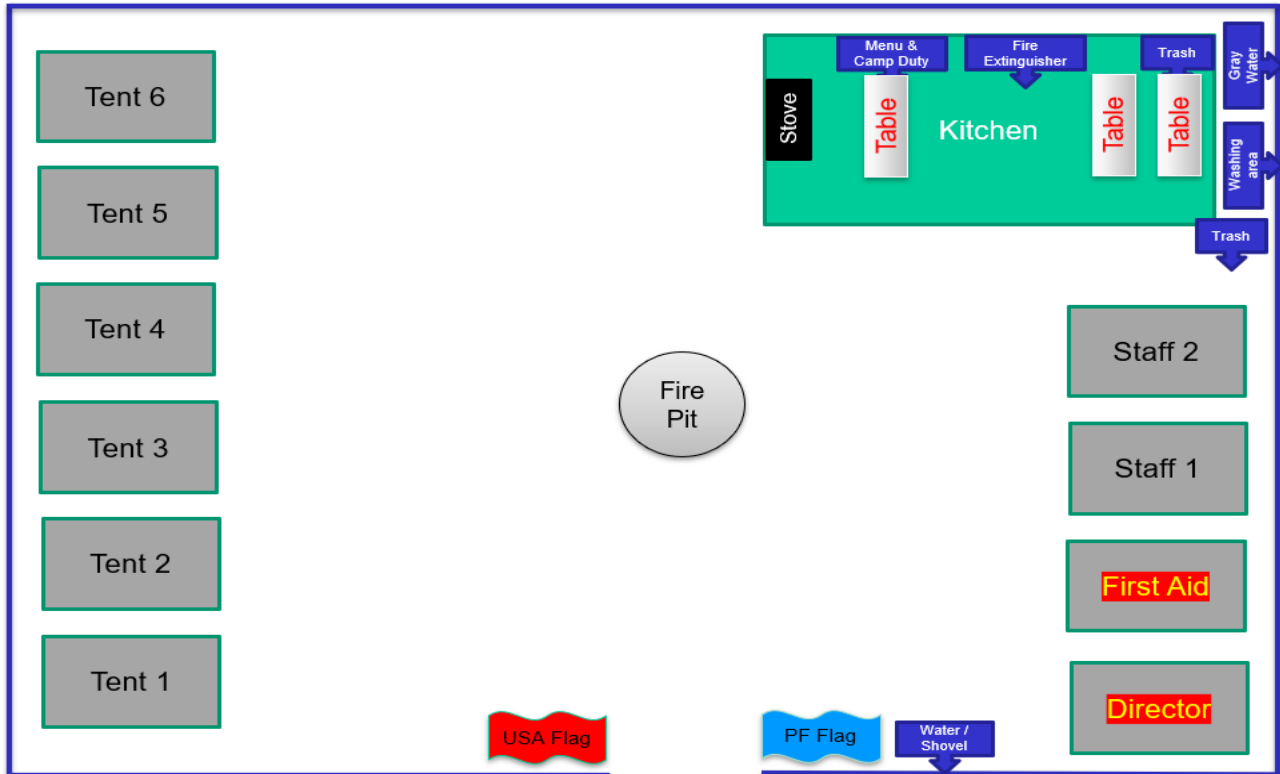 Tent 6
Tent 5
Tent 4
Tent 3
Tent 2
Tent 1
Menu &
Camp Duty
Fire
Extinguisher
Trash
Gray
Water
Stove
Table
Kitchen
Table
Table
Washing
area
Trash
Fire
Pit
Staff 2
Staff 1
First Aid
Director
USA Flag
PF Flag
Water /
Shovel